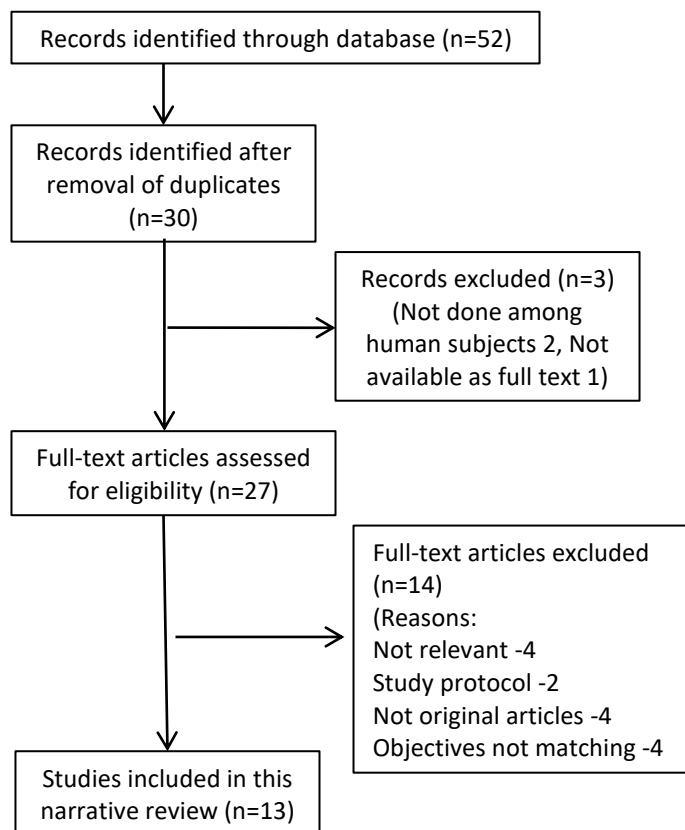 Records identified through database (n=52)
Records identified after
removal of duplicates
(n=30)
Records excluded (n=3)
(Not done among
human subjects 2, Not
available as full text 1)
Full-text articles assessed
for eligibility (n=27)
Full-text articles excluded
(n=14)
(Reasons:
Not relevant -4
Study protocol -2
Not original articles -4
Objectives not matching -4
Studies included in this
narrative review (n=13)